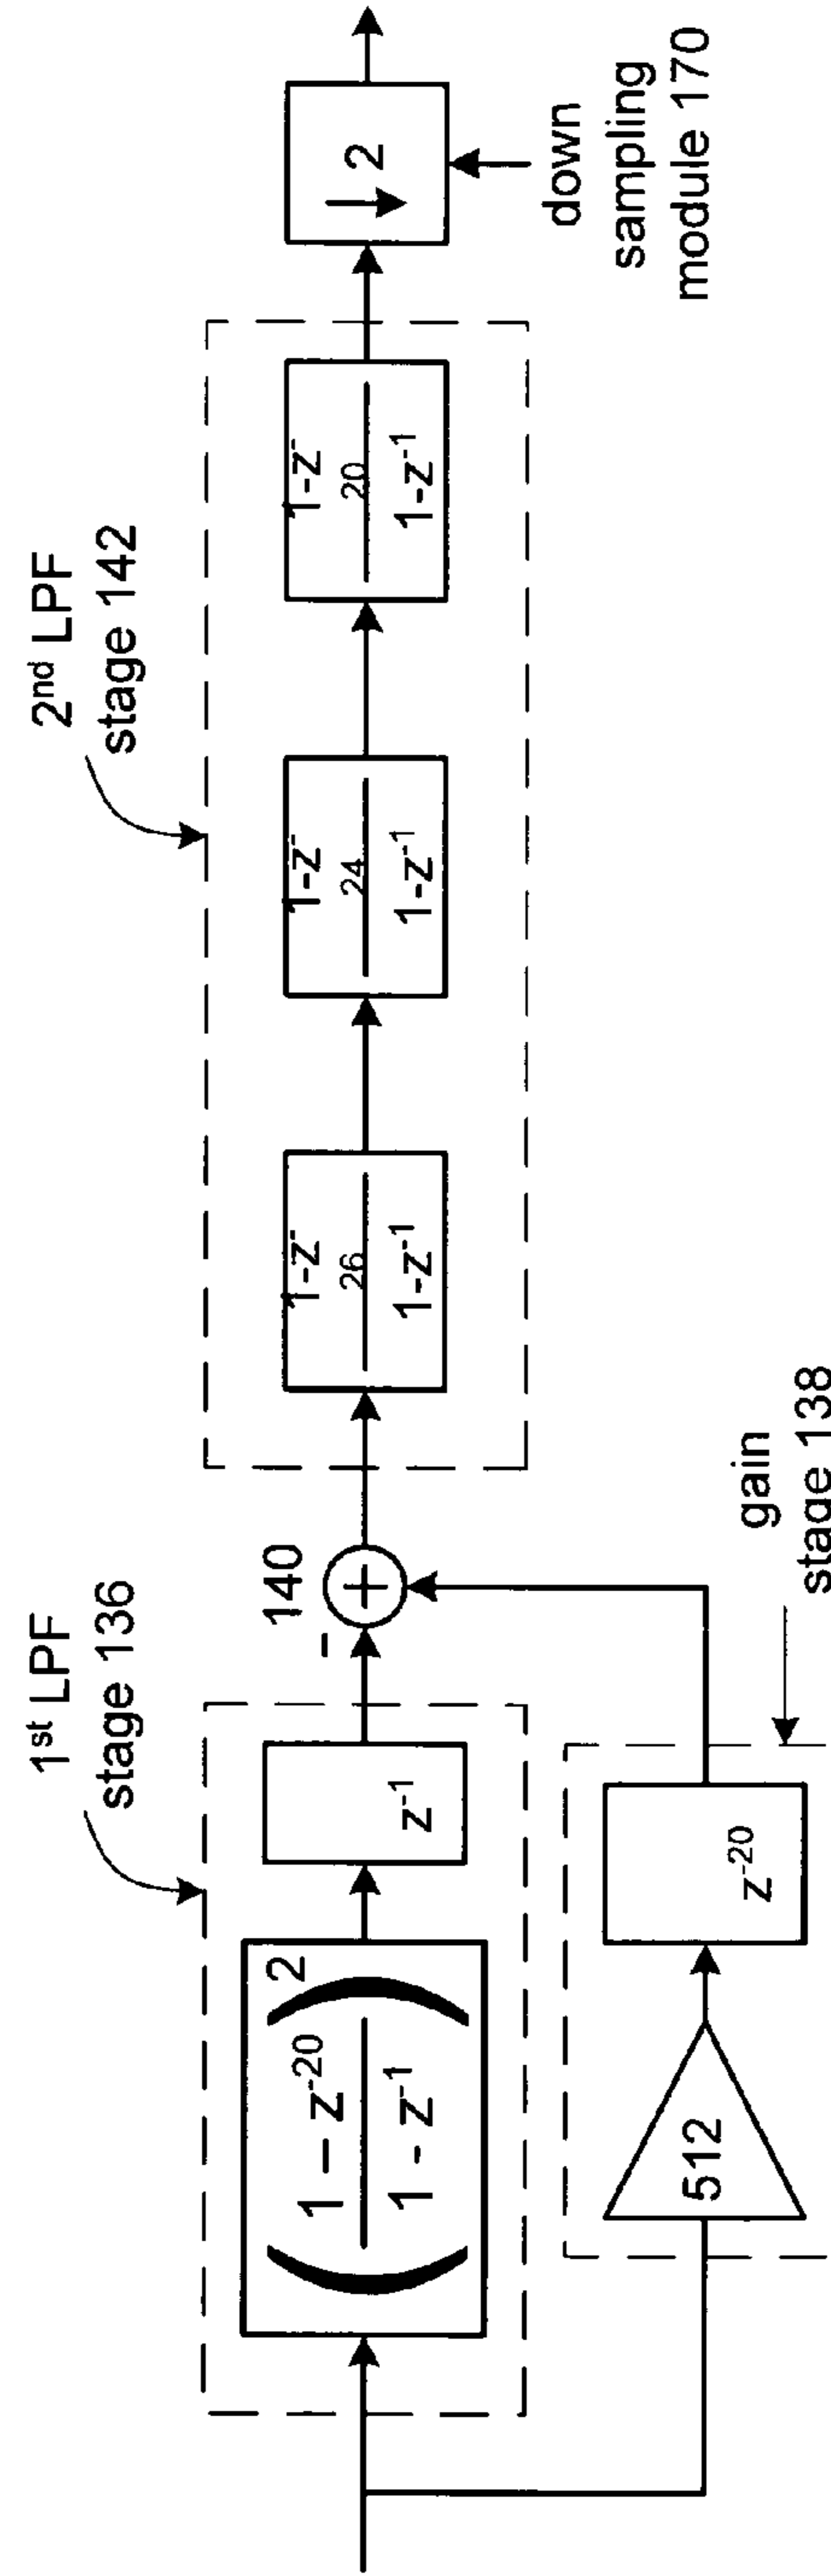 1st LPF
stage 136
( 1 – z-20 / 1 - z-1 ) 2
z-1
-
140
+
512
z-20
gain
stage 138
2nd LPF
stage 142
1-z-
26
1-z-1
1-z-
24
1-z-1
1-z-
20
1-z-1
↓ 2
down
sampling
module 170